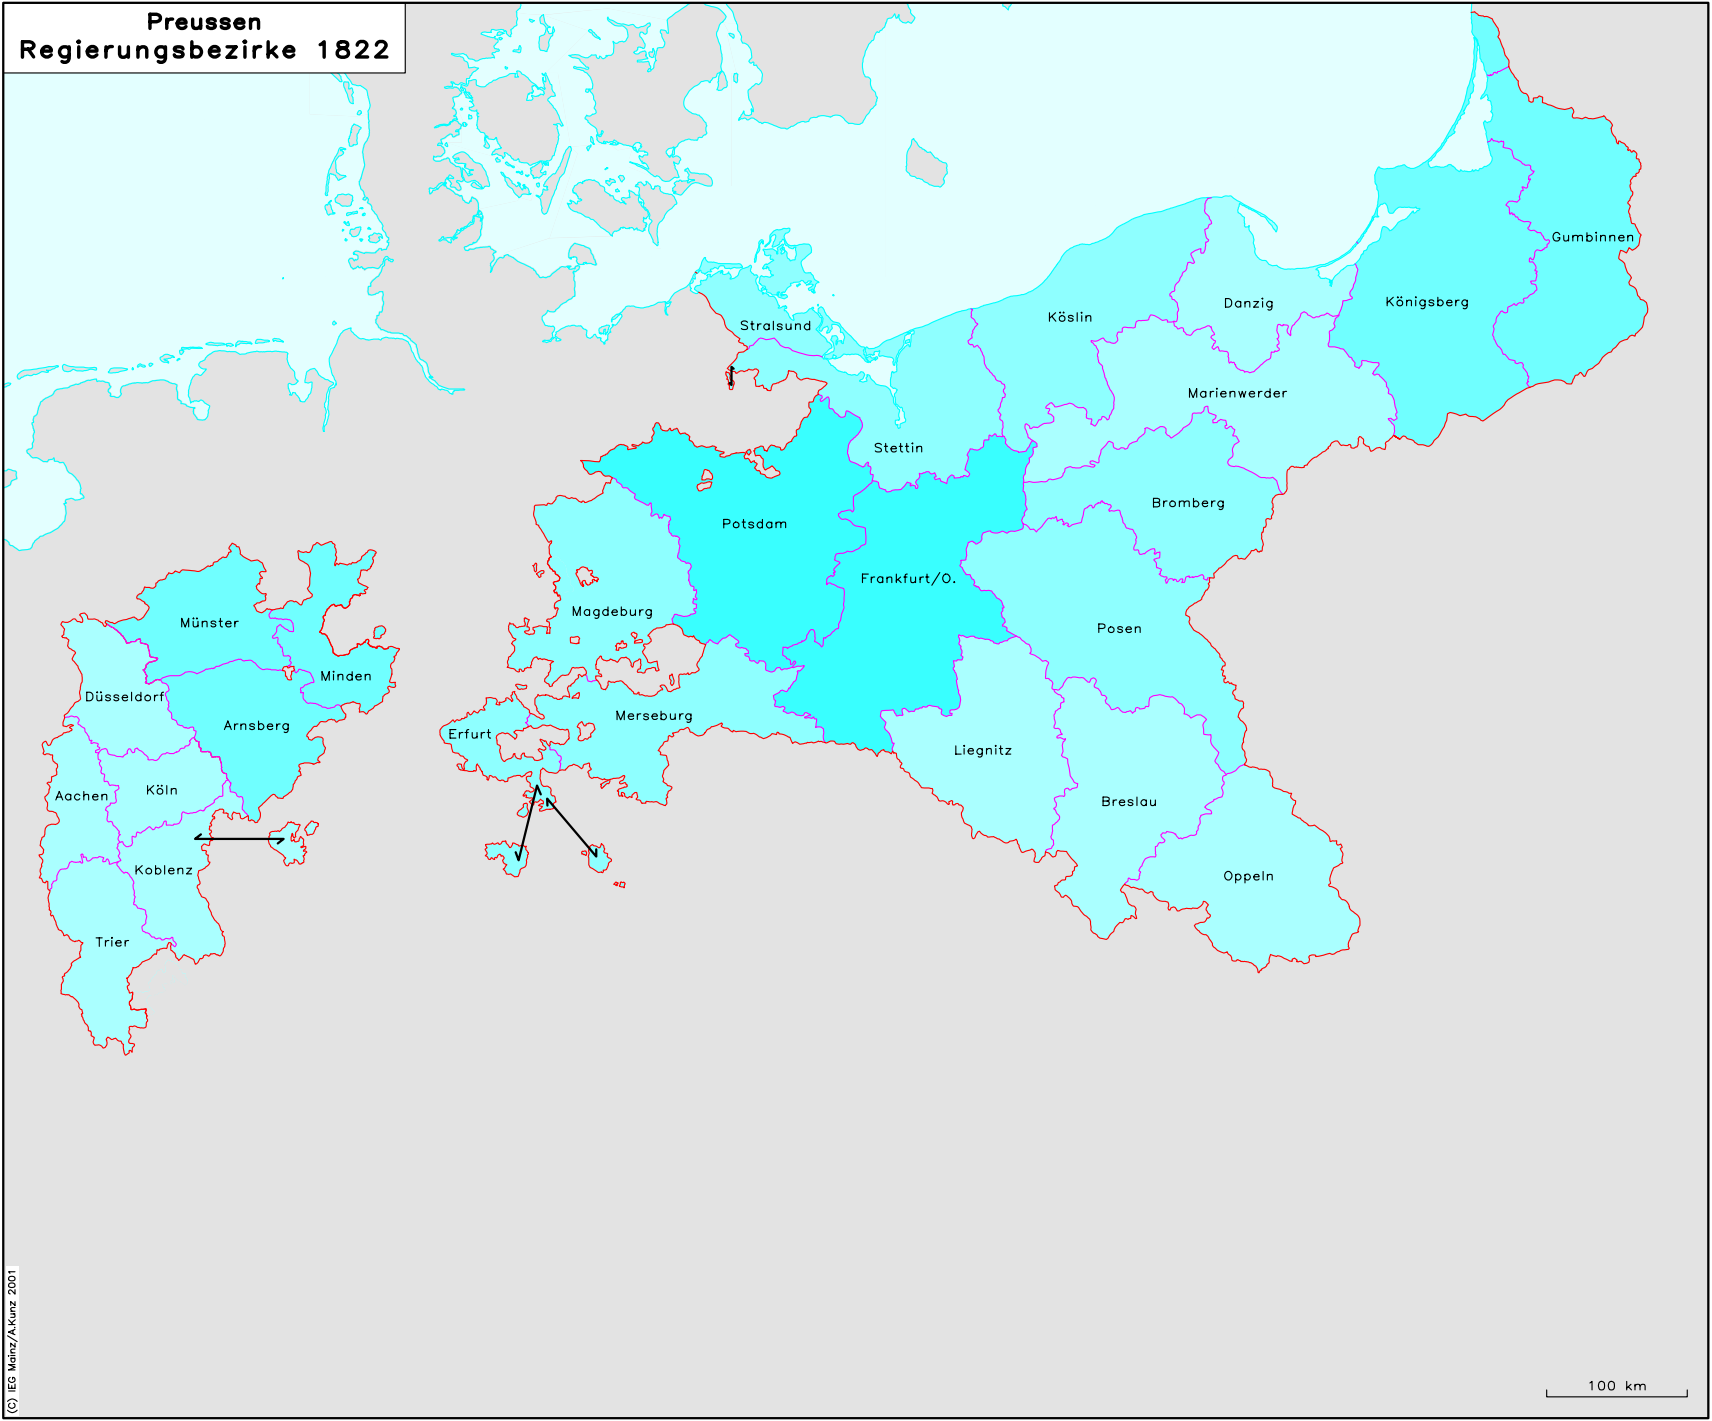 Preussen
Regierungsbezirke 1822
Gumbinnen
Königsberg
Danzig
Köslin
Stralsund
Marienwerder
Stettin
Bromberg
Potsdam
Frankfurt/O.
Magdeburg
Münster
Posen
Minden
Düsseldorf
Merseburg
Arnsberg
Erfurt
Liegnitz
Köln
Aachen
Breslau
Koblenz
Oppeln
Trier
100 km
(C) IEG Mainz/A.Kunz 2001